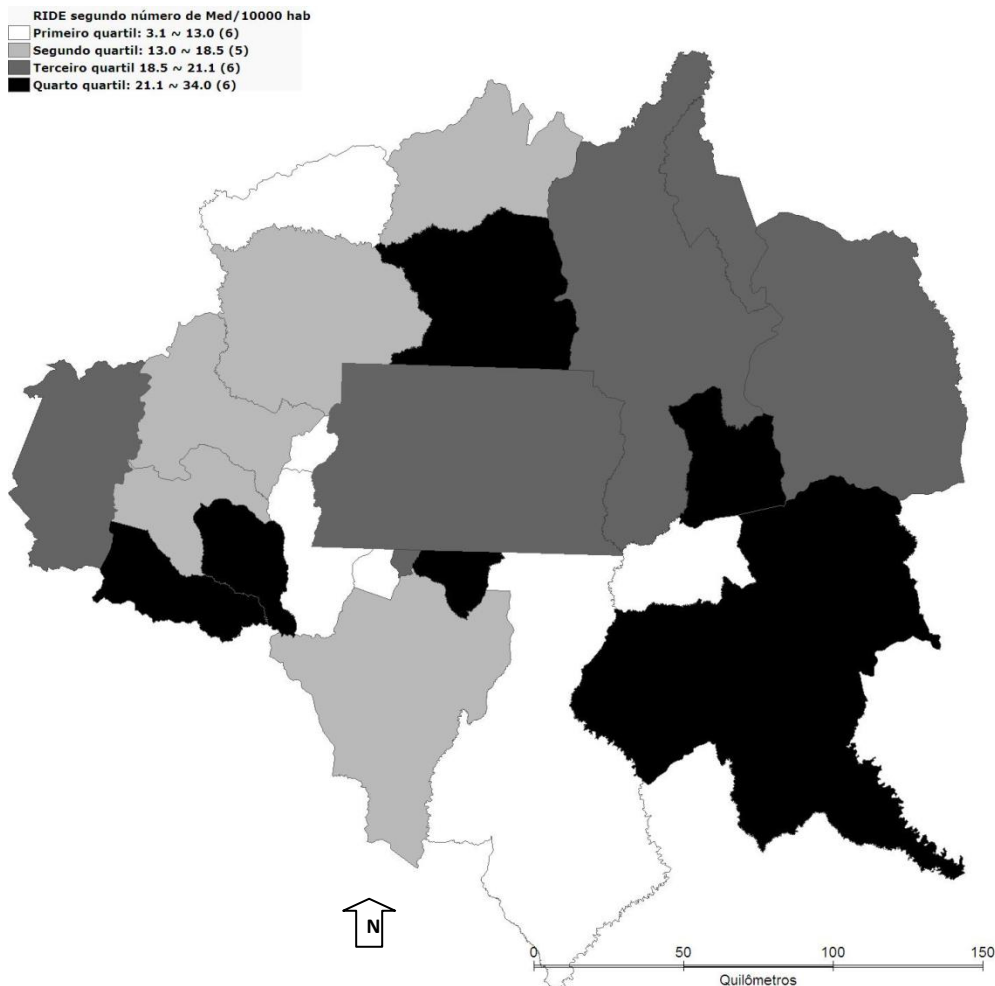 RIDE segundo número de Med/10000 hab
Primeiro quartil: 3.1 ~ 13.0 (6)
Segundo quartil: 13.0 ~ 18.5 (5)
Terceiro quartil 18.5 ~ 21.1 (6)
Quarto quartil: 21.1 ~ 34.0 (6)
N
0 50 100 150
Quilômetros